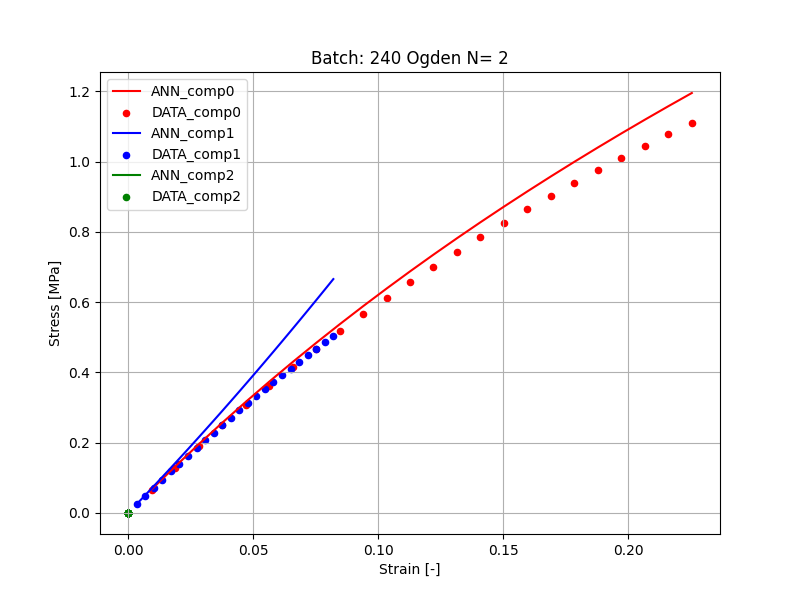 Batch: 240 Ogden N= 2
ANN_comp0
DATA_comp0
ANN_comp1
DATA_comp1
ANN_comp2
DATA_comp2
Stress [MPa]
1.2
1.0
0.8
0.6
0.4
0.2
0.0
0.00 0.05 0.10 0.15 0.20
Strain [-]